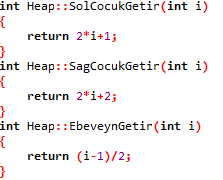 int Heap::SolCocukGetir(int i)
{
return 2*i+1;
}
int Heap::SagCocukGetir(int i)
{
return 2*i+2;
}
int Heap::EbeveynGetir(int i)
{
return (i-1)/2;
}